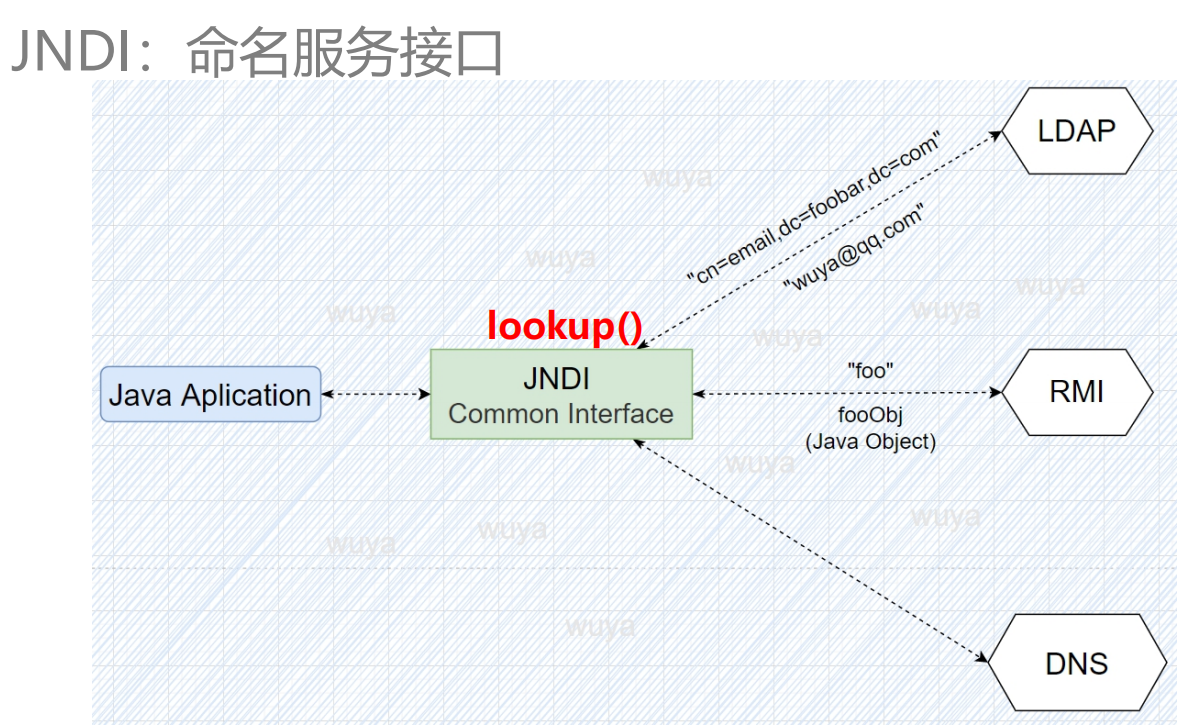 JNDI：命名服务接口
LDAP
"cn=email,dc=foobar,dc=com"
"wuya@qq.com"
wuya
wuya
wuya
wuya
wuya
wuya
lookup()
Java Aplication
JNDI
Common Interface
"foo"
fooObj
(Java Object)
RMI
wuya
wuya
wuya
wuya
wuya
DNS